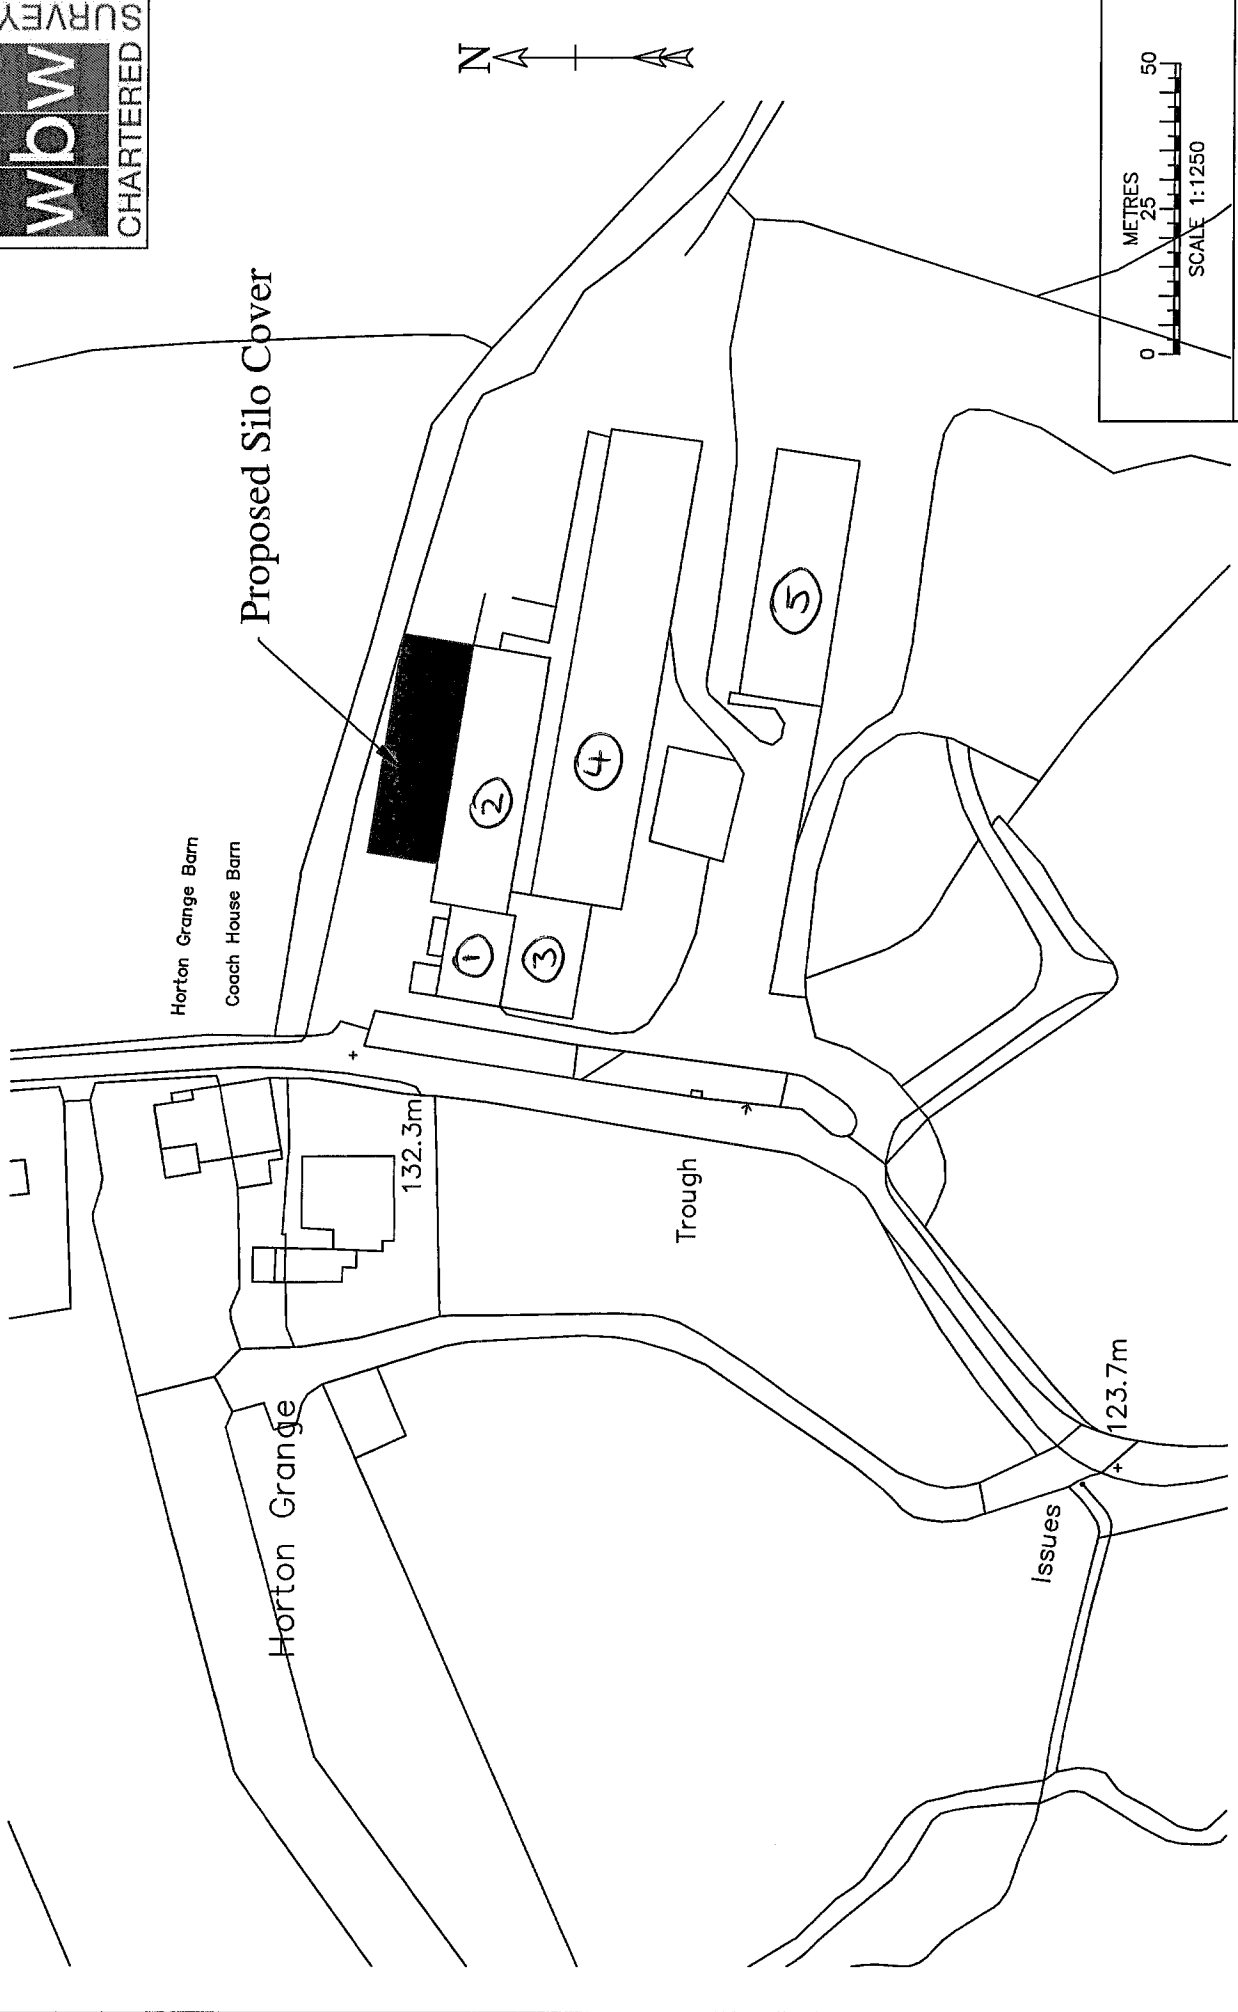 wbw
CHARTERED
SURVEY
N
Proposed Silo Cover
Horton Grange Barn
Coach House Barn
132.3m
Horton Grange
Trough
1
2
3
4
5
Issues
123.7m
METRES
0 25 50
SCALE 1:1250